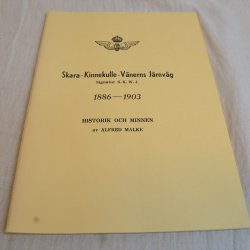 Skara-Kinnekulle-Vänerns Järnväg
Signatur S. K. W. J.
1886—1903
HISTORIK OCH MINNEN
av ALFRED MALKE